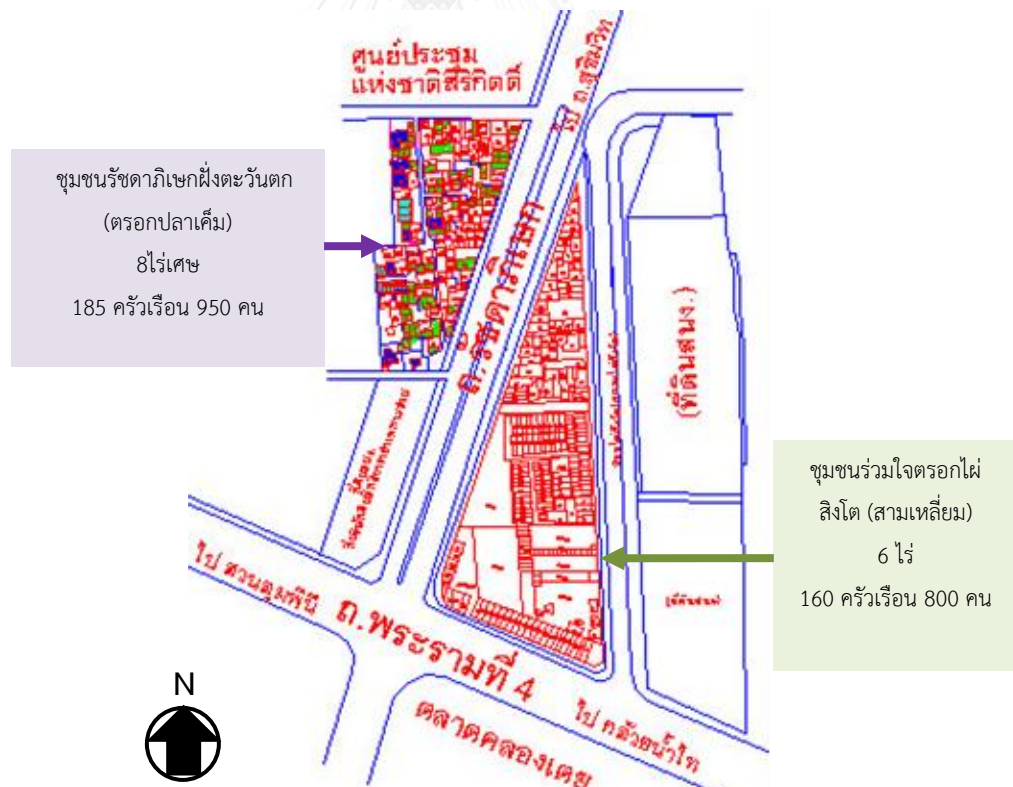 ศูนย์ประชุม
แห่งชาติสิริกิตติ์
ไป ถ.สุขุมวิท
ชุมชนรัชดาภิเษกฝั่งตะวันตก
(ตรอกปลาเค็ม)
8ไร่เศษ
185 ครัวเรือน 950 คน
ถ.รัชดาภิเษก
(ที่ดินสนง.)
ชุมชนร่วมใจตรอกไผ่
สิงโต (สามเหลี่ยม)
6 ไร่
160 ครัวเรือน 800 คน
ไป สวนลุมพินี
ถ.พระรามที่ 4
ไป กล้วยน้ำไท
ตลาดคลองเตย
N